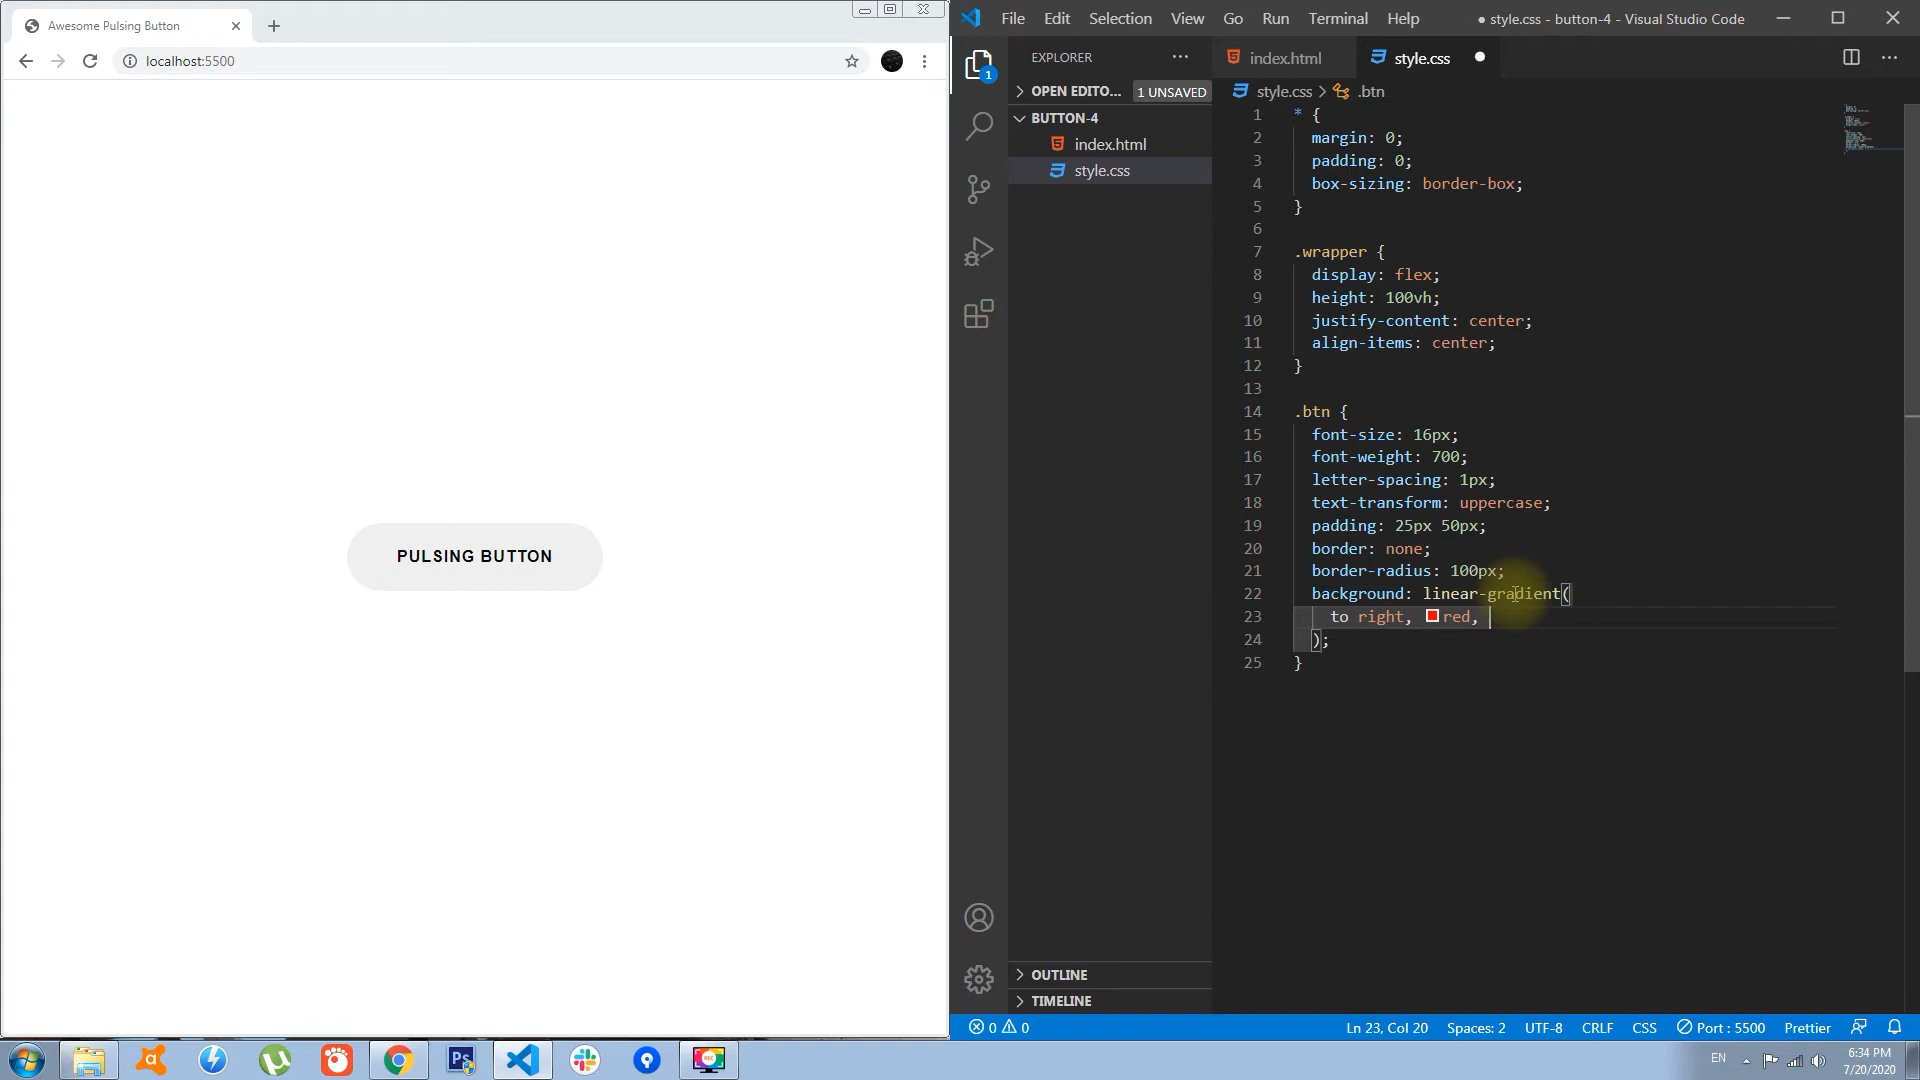 Awesome Pulsing Button
localhost:5500
PULSING BUTTON
File Edit Selection View Go Run Terminal Help
● style.css - button-4 - Visual Studio Code
EXPLORER
OPEN EDITO... 1 UNSAVED
BUTTON-4
index.html
style.css
OUTLINE
TIMELINE
1
index.html style.css
style.css > .btn
1 * {
2 margin: 0;
3 padding: 0;
4 box-sizing: border-box;
5 }
6
7 .wrapper {
8 display: flex;
9 height: 100vh;
10 justify-content: center;
11 align-items: center;
12 }
13
14 .btn {
15 font-size: 16px;
16 font-weight: 700;
17 letter-spacing: 1px;
18 text-transform: uppercase;
19 padding: 25px 50px;
20 border: none;
21 border-radius: 100px;
22 background: linear-gradient(
23 to right, red,
24 );
25 }
0 0 Ln 23, Col 20 Spaces: 2 UTF-8 CRLF CSS Port : 5500 Prettier
Ps REC EN 6:34 PM
7/20/2020